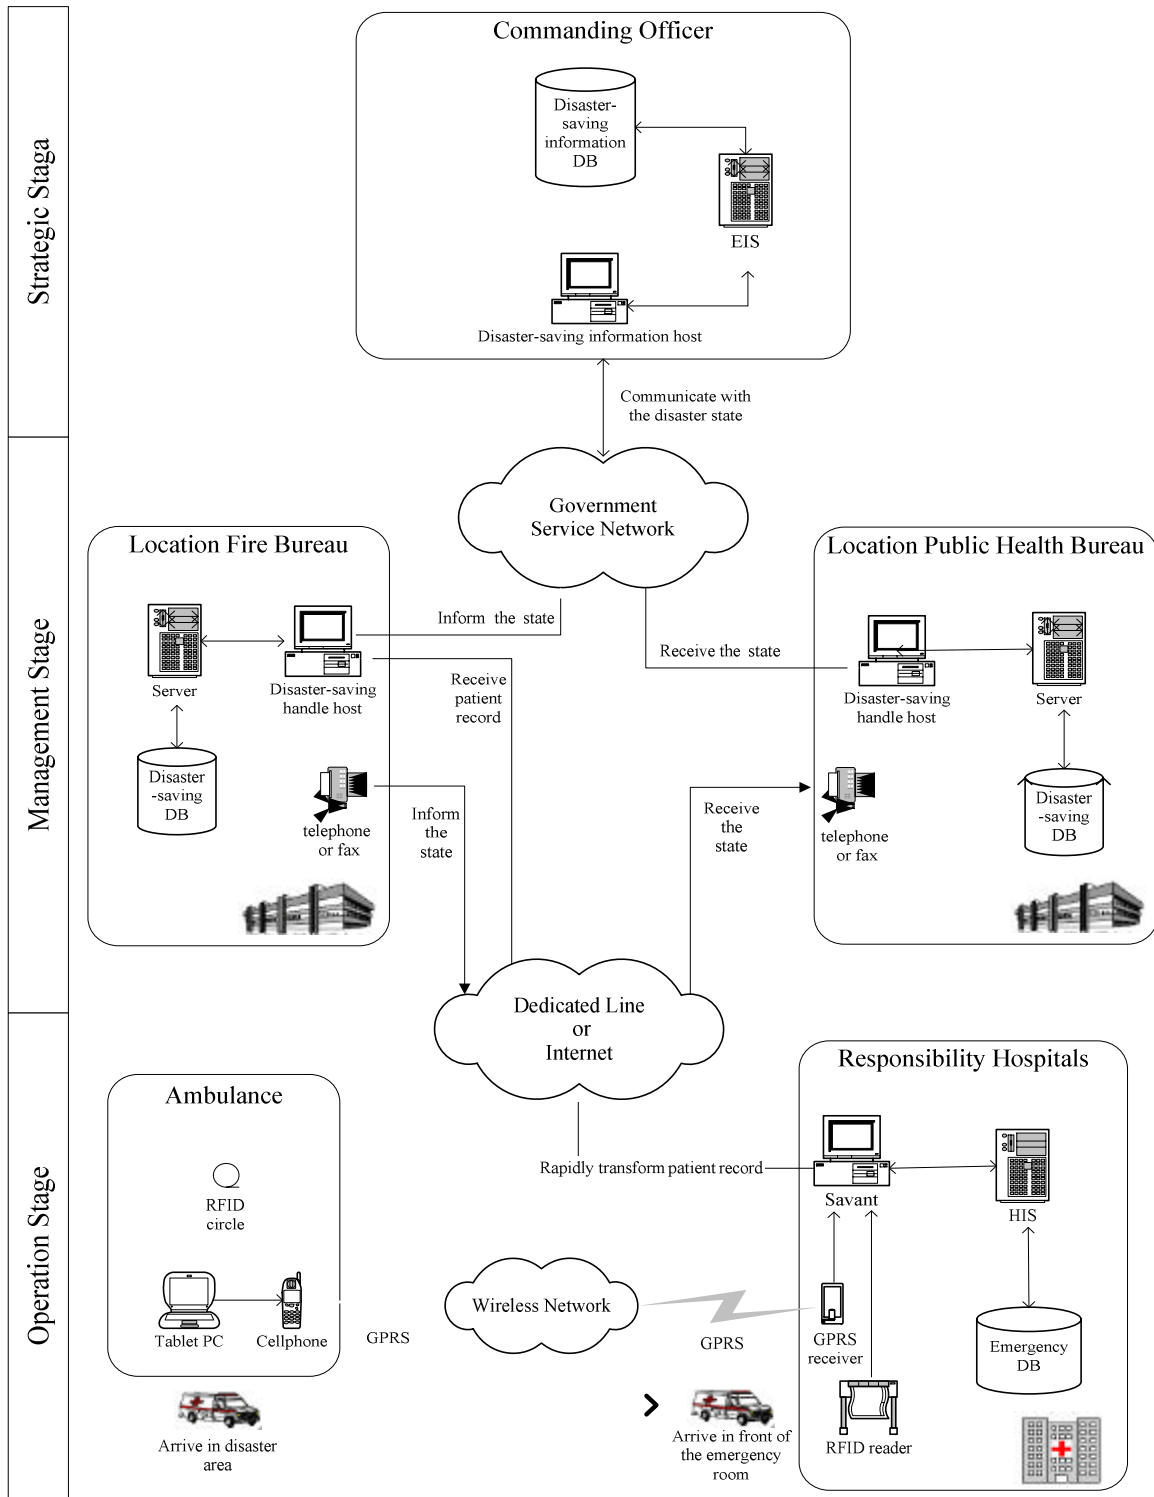 Strategic Staga
Commanding Officer
Disaster-
saving
information
DB
EIS
Disaster-saving information host
Communicate with
the disaster state
Management Stage
Government
Service Network
Location Fire Bureau
Server
Disaster-saving
handle host
Disaster
-saving
DB
telephone
or fax
Inform the state
Receive
patient
record
Inform
the
state
Receive the state
Receive
the
state
Location Public Health Bureau
Disaster-saving
handle host
Server
telephone
or fax
Disaster
-saving
DB
Dedicated Line
or
Internet
Operation Stage
Ambulance
RFID
circle
Tablet PC
Cellphone
GPRS
Arrive in disaster
area
Rapidly transform patient record
Wireless Network
GPRS
Arrive in front of
the emergency
room
Responsibility Hospitals
Savant
HIS
GPRS
receiver
Emergency
DB
RFID reader